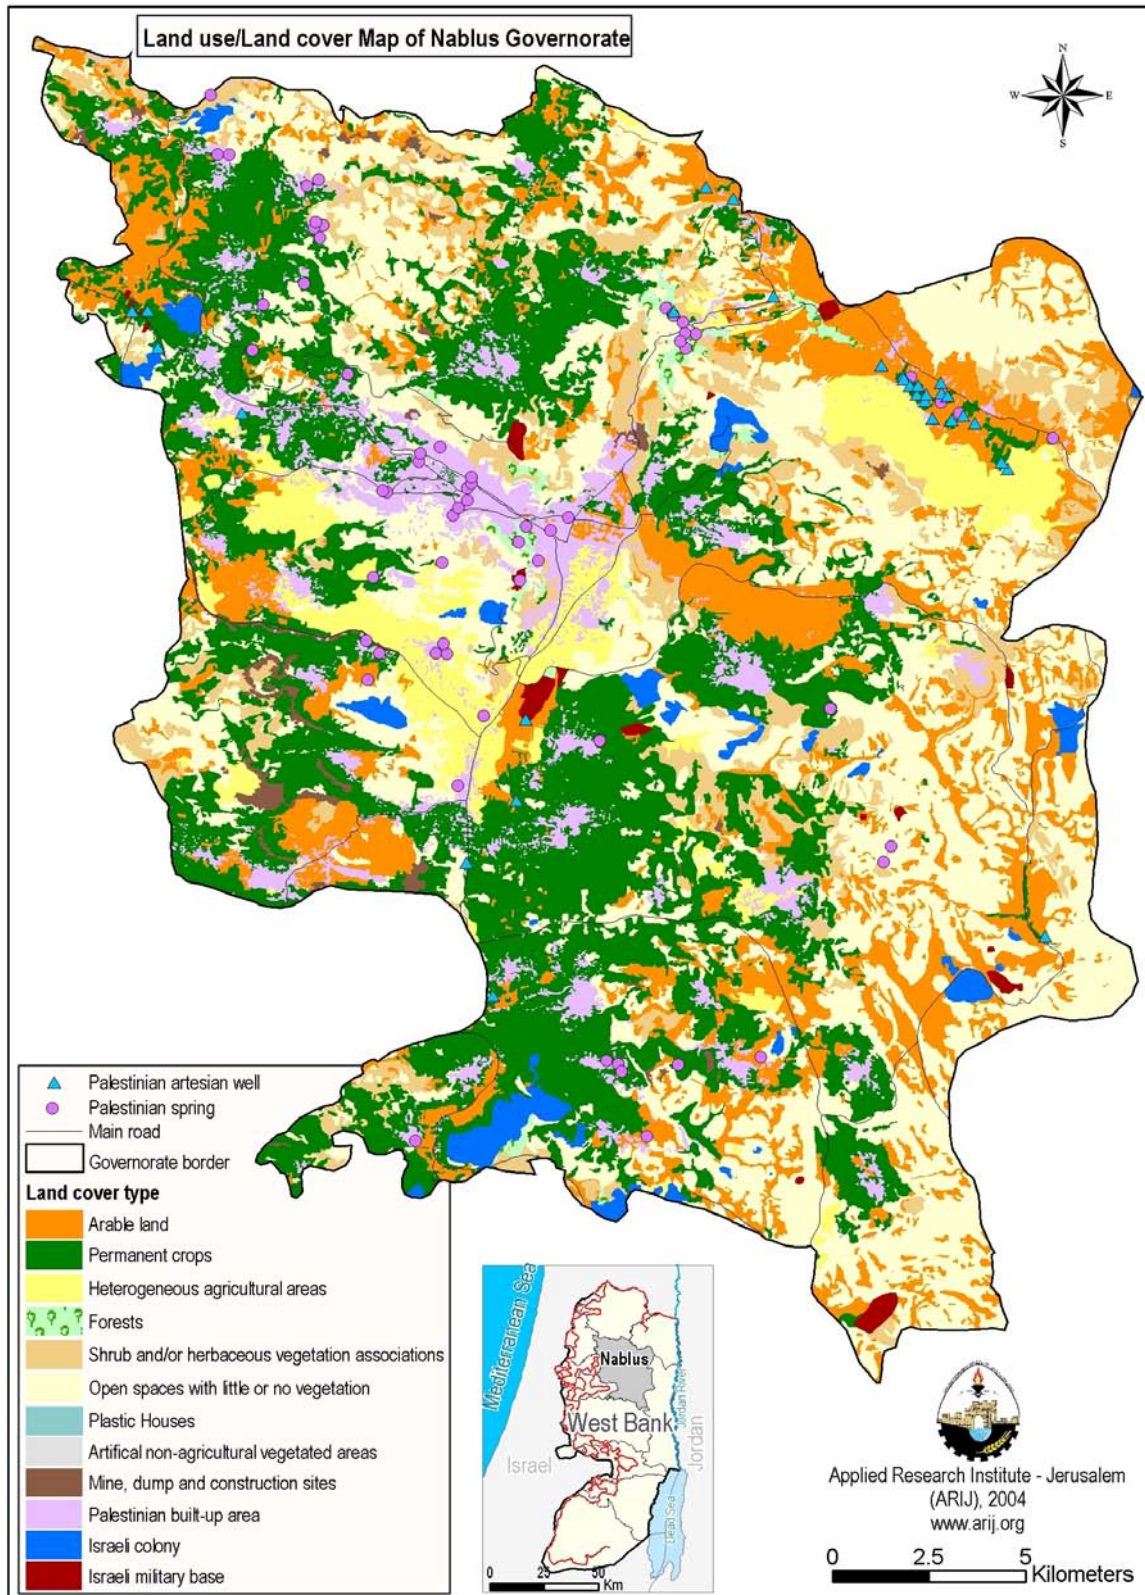 Land use/Land cover Map of Nablus Governorate
N
W
E
S
Palestinian artesian well
Palestinian spring
Main road
Governorate border
Land cover type
Arable land
Permanent crops
Heterogeneous agricultural areas
Forests
Shrub and/or herbaceous vegetation associations
Open spaces with little or no vegetation
Plastic Houses
Artifical non-agricultural vegetated areas
Mine, dump and construction sites
Palestinian built-up area
Israeli colony
Israeli military base
Mediterranean Sea
Nablus
West Bank
Israel
Jordan River
Jordan
Dead Sea
0 25 50
Km
Applied Research Institute - Jerusalem
(ARIJ), 2004
www.arij.org
0 2.5 5
Kilometers